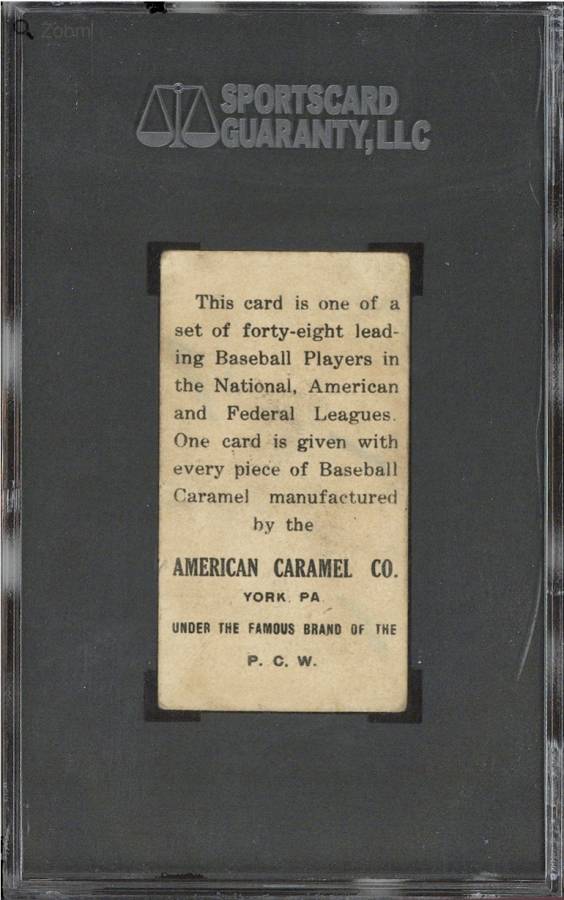 Zoom
SPORTSCARD
GUARANTY, LLC
This card is one of a
set of forty-eight lead-
ing Baseball Players in
the National, American
and Federal Leagues.
One card is given with
every piece of Baseball
Caramel manufactured
by the
AMERICAN CARAMEL CO.
YORK, PA.
UNDER THE FAMOUS BRAND OF THE
P. C. W.